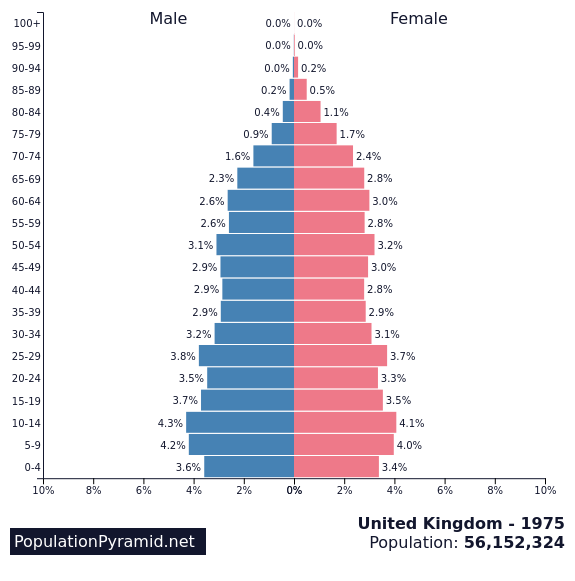 Male Female
100+ 0.0% 0.0%
95-99 0.0% 0.0%
90-94 0.0% 0.2%
85-89 0.2% 0.5%
80-84 0.4% 1.1%
75-79 0.9% 1.7%
70-74 1.6% 2.4%
65-69 2.3% 2.8%
60-64 2.6% 3.0%
55-59 2.6% 2.8%
50-54 3.1% 3.2%
45-49 2.9% 3.0%
40-44 2.9% 2.8%
35-39 2.9% 2.9%
30-34 3.2% 3.1%
25-29 3.8% 3.7%
20-24 3.5% 3.3%
15-19 3.7% 3.5%
10-14 4.3% 4.1%
5-9 4.2% 4.0%
0-4 3.6% 3.4%
10% 8% 6% 4% 2% 0% 2% 4% 6% 8% 10%
United Kingdom - 1975
PopulationPyramid.net Population: 56,152,324